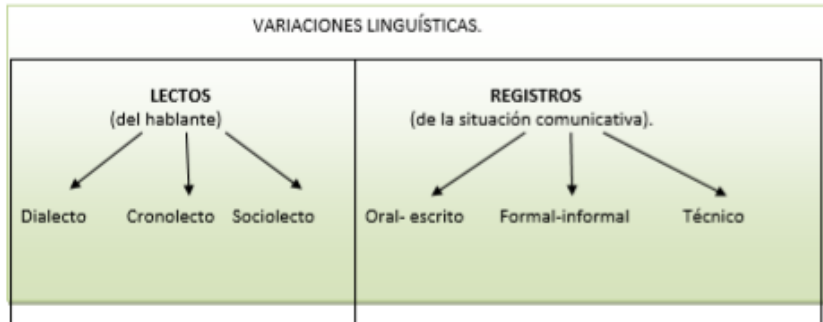 VARIACIONES LINGUÍSTICAS.
LECTOS
(del hablante)
Dialecto Cronolecto Sociolecto
REGISTROS
(de la situación comunicativa).
Oral- escrito Formal-informal Técnico